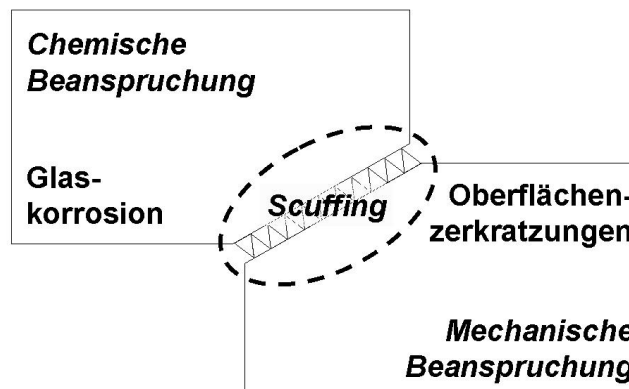 Chemische
Beanspruchung
Glas-
korrosion
Scuffing
Oberflächen-
zerkratzungen
Mechanische
Beanspruchung